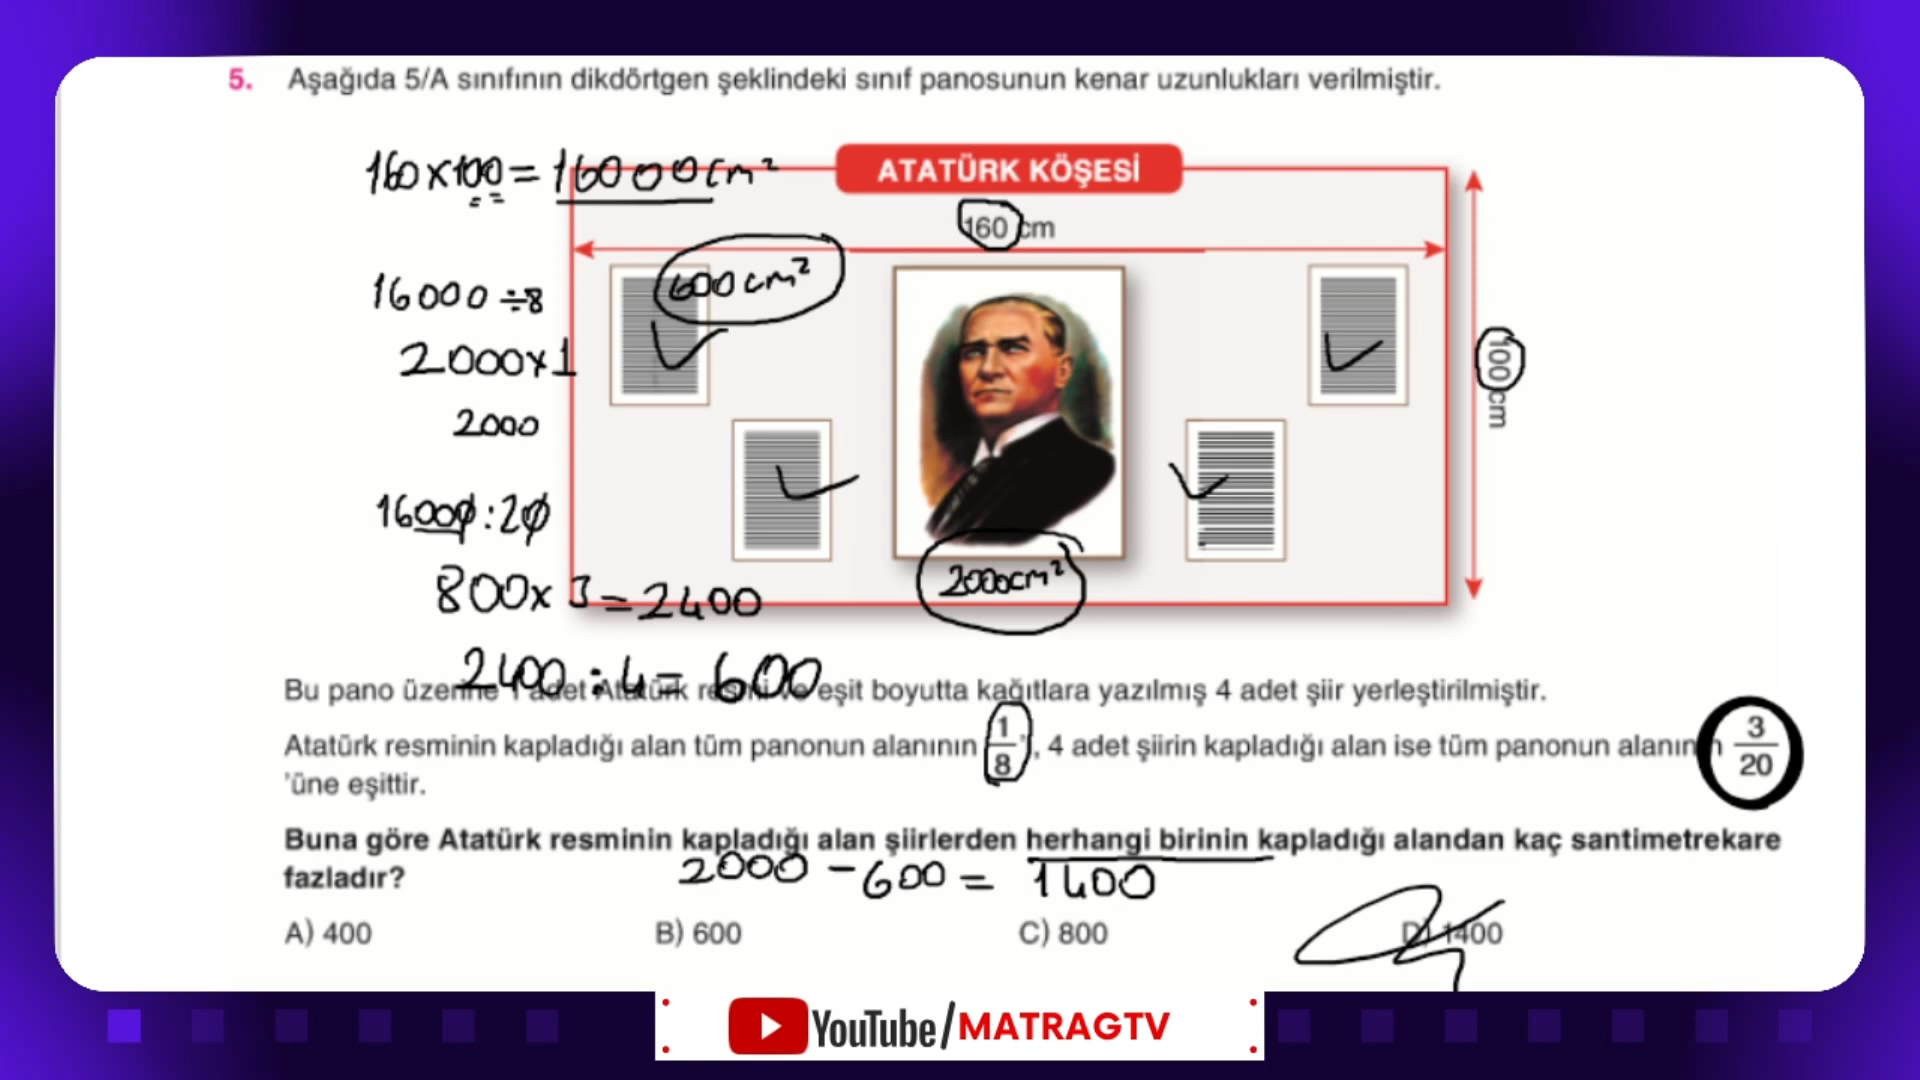 5. Aşağıda 5/A sınıfının dikdörtgen şeklindeki sınıf panosunun kenar uzunlukları verilmiştir.
160x100 = 16000cm²
ATATÜRK KÖŞESİ
160 cm
600cm²
16000 ÷8
2000x1
2000
100 cm
16000:20
2000cm²
800x3=2400
2400÷4=600
Bu pano üzerine 1 adet Atatürk resmi ve eşit boyutta kağıtlara yazılmış 4 adet şiir yerleştirilmiştir.
Atatürk resminin kapladığı alan tüm panonun alanının 1/8', 4 adet şiirin kapladığı alan ise tüm panonun alanının 3/20
'üne eşittir.
Buna göre Atatürk resminin kapladığı alan şiirlerden herhangi birinin kapladığı alandan kaç santimetrekare
fazladır?
2000 - 600 = 1400
A) 400 B) 600 C) 800 D) 1400
YouTube/MATRAGTV